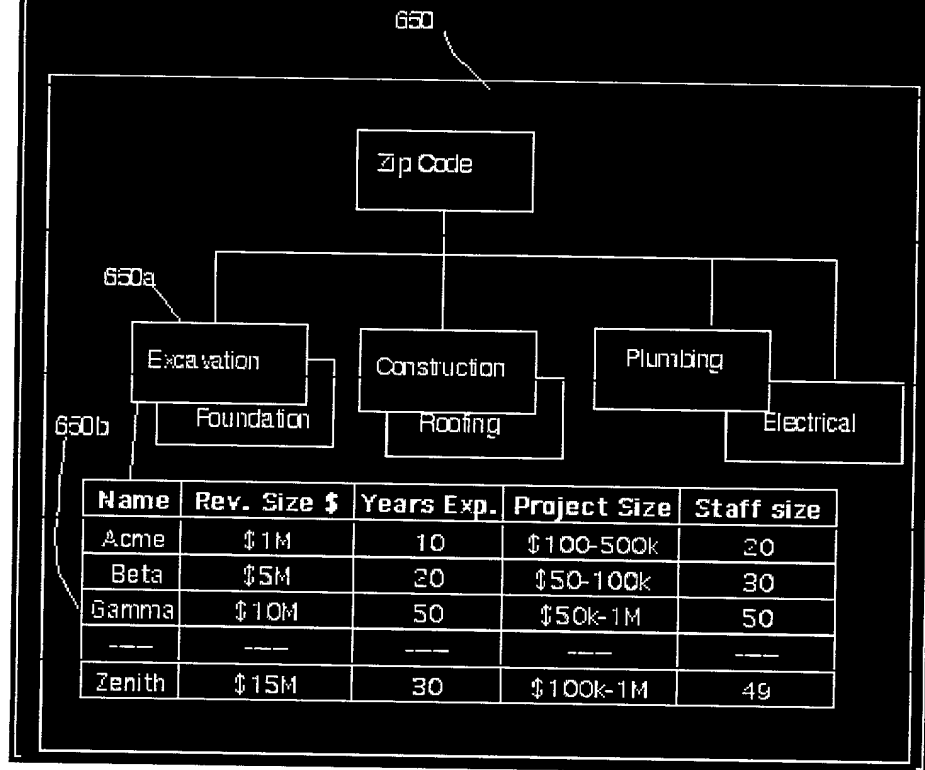 650
Zip Code
650a
Excavation
Construction
Plumbing
Foundation
Roofing
Electrical
650b
Name Rev. Size $ Years Exp. Project Size Staff size
Acme $1M 10 $100-500k 20
Beta $5M 20 $50-100k 30
Gamma $10M 50 $50k-1M 50
---- ---- ---- ---- ----
Zenith $15M 30 $100k-1M 49